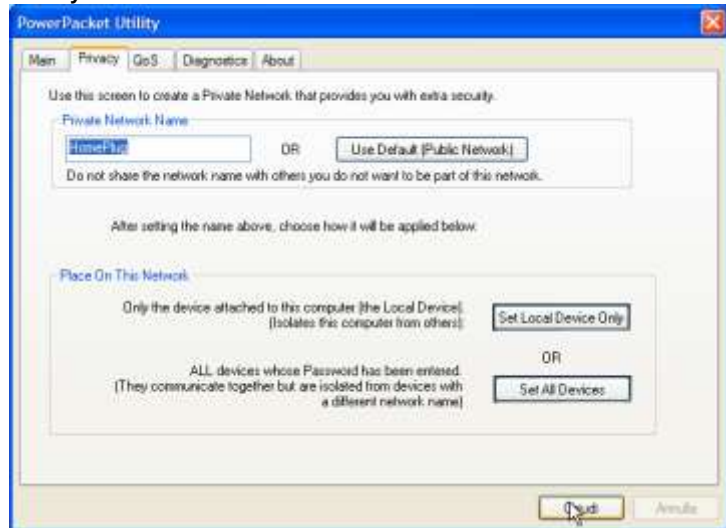 PowerPacket Utility
Main Privacy QoS Diagnostics About
Use this screen to create a Private Network that provides you with extra security.
Private Network Name
HomePlug OR Use Default (Public Network)
Do not share the network name with others you do not want to be part of this network.
After setting the name above, choose how it will be applied below:
Place On This Network
Only the device attached to this computer (the Local Device).
(Isolates this computer from others): Set Local Device Only
OR
ALL devices whose Password has been entered.
(They communicate together but are isolated from devices with
a different network name) Set All Devices
Chiudi Annulla